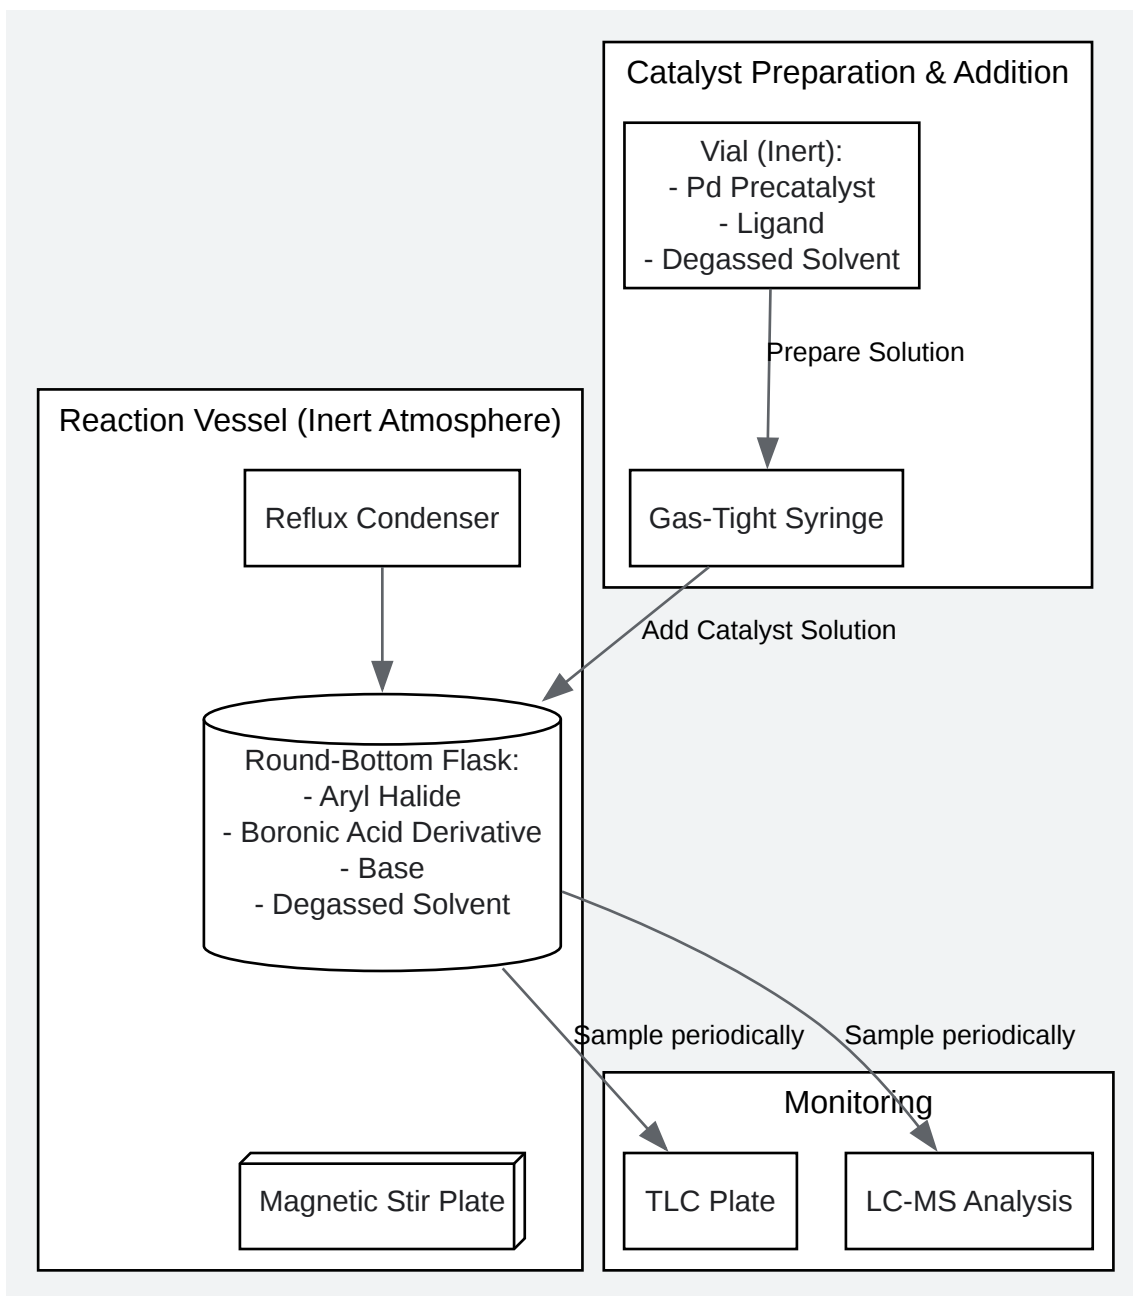 Catalyst Preparation & Addition
Vial (Inert):
- Pd Precatalyst
- Ligand
- Degassed Solvent
Prepare Solution
Reaction Vessel (Inert Atmosphere)
Reflux Condenser
Gas-Tight Syringe
Add Catalyst Solution
Round-Bottom Flask:
- Aryl Halide
- Boronic Acid Derivative
- Base
- Degassed Solvent
Sample periodically
Sample periodically
Monitoring
Magnetic Stir Plate
TLC Plate
LC-MS Analysis